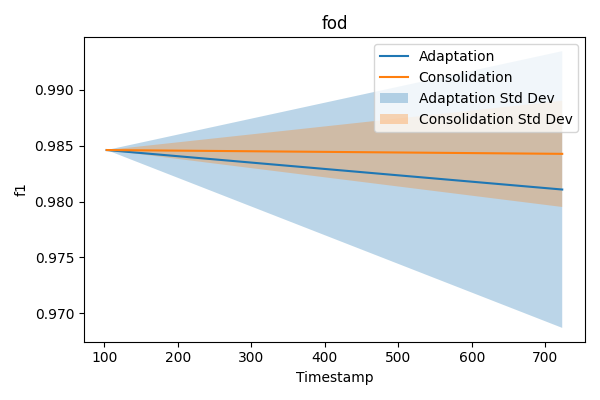 fod
Adaptation
Consolidation
Adaptation Std Dev
Consolidation Std Dev
0.990
0.985
0.980
0.975
0.970
f1
100 200 300 400 500 600 700
Timestamp